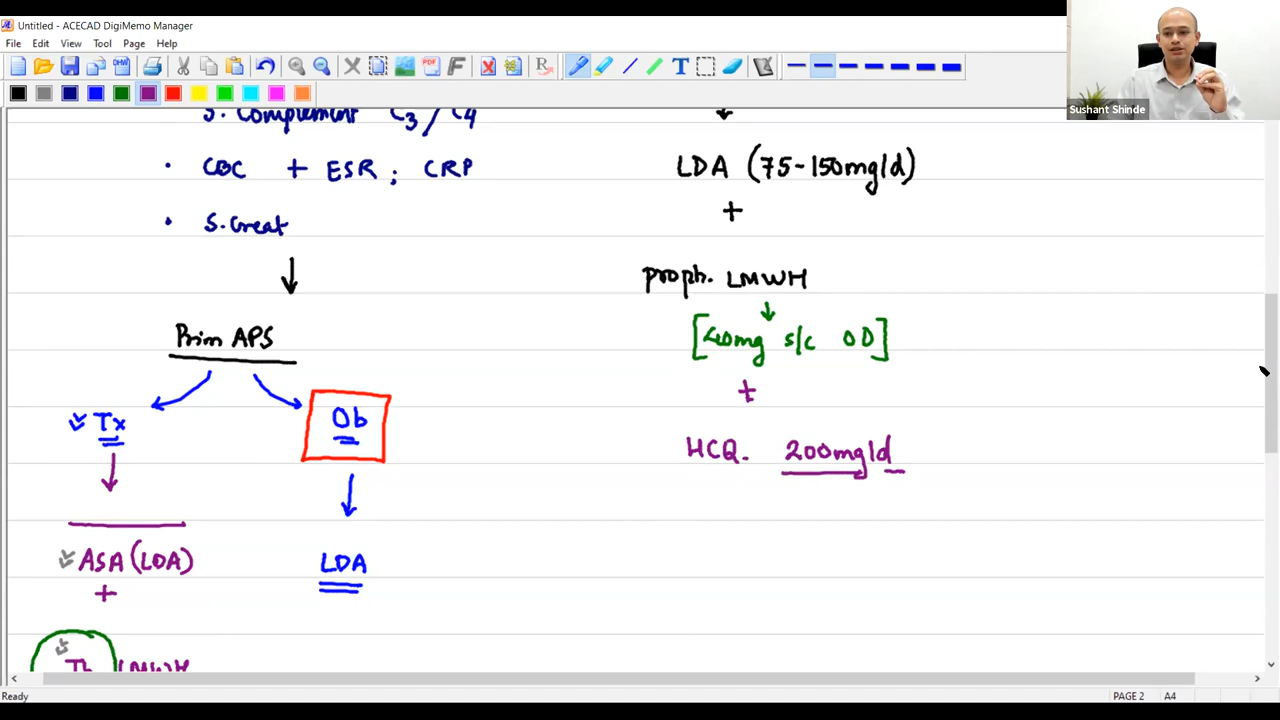 Untitled - ACECAD DigiMemo Manager
File Edit View Tool Page Help
Sushant Shinde
S. Complement C3/C4
• CBC + ESR; CRP
• S.Creat
Prim APS
Tx
Ob
ASA (LDA)
+
LDA
Th LMWH
LDA (75-150mg/d)
+
proph. LMWH
[40mg s/c OD]
+
HCQ. 200mg/d
Ready
PAGE 2 A4